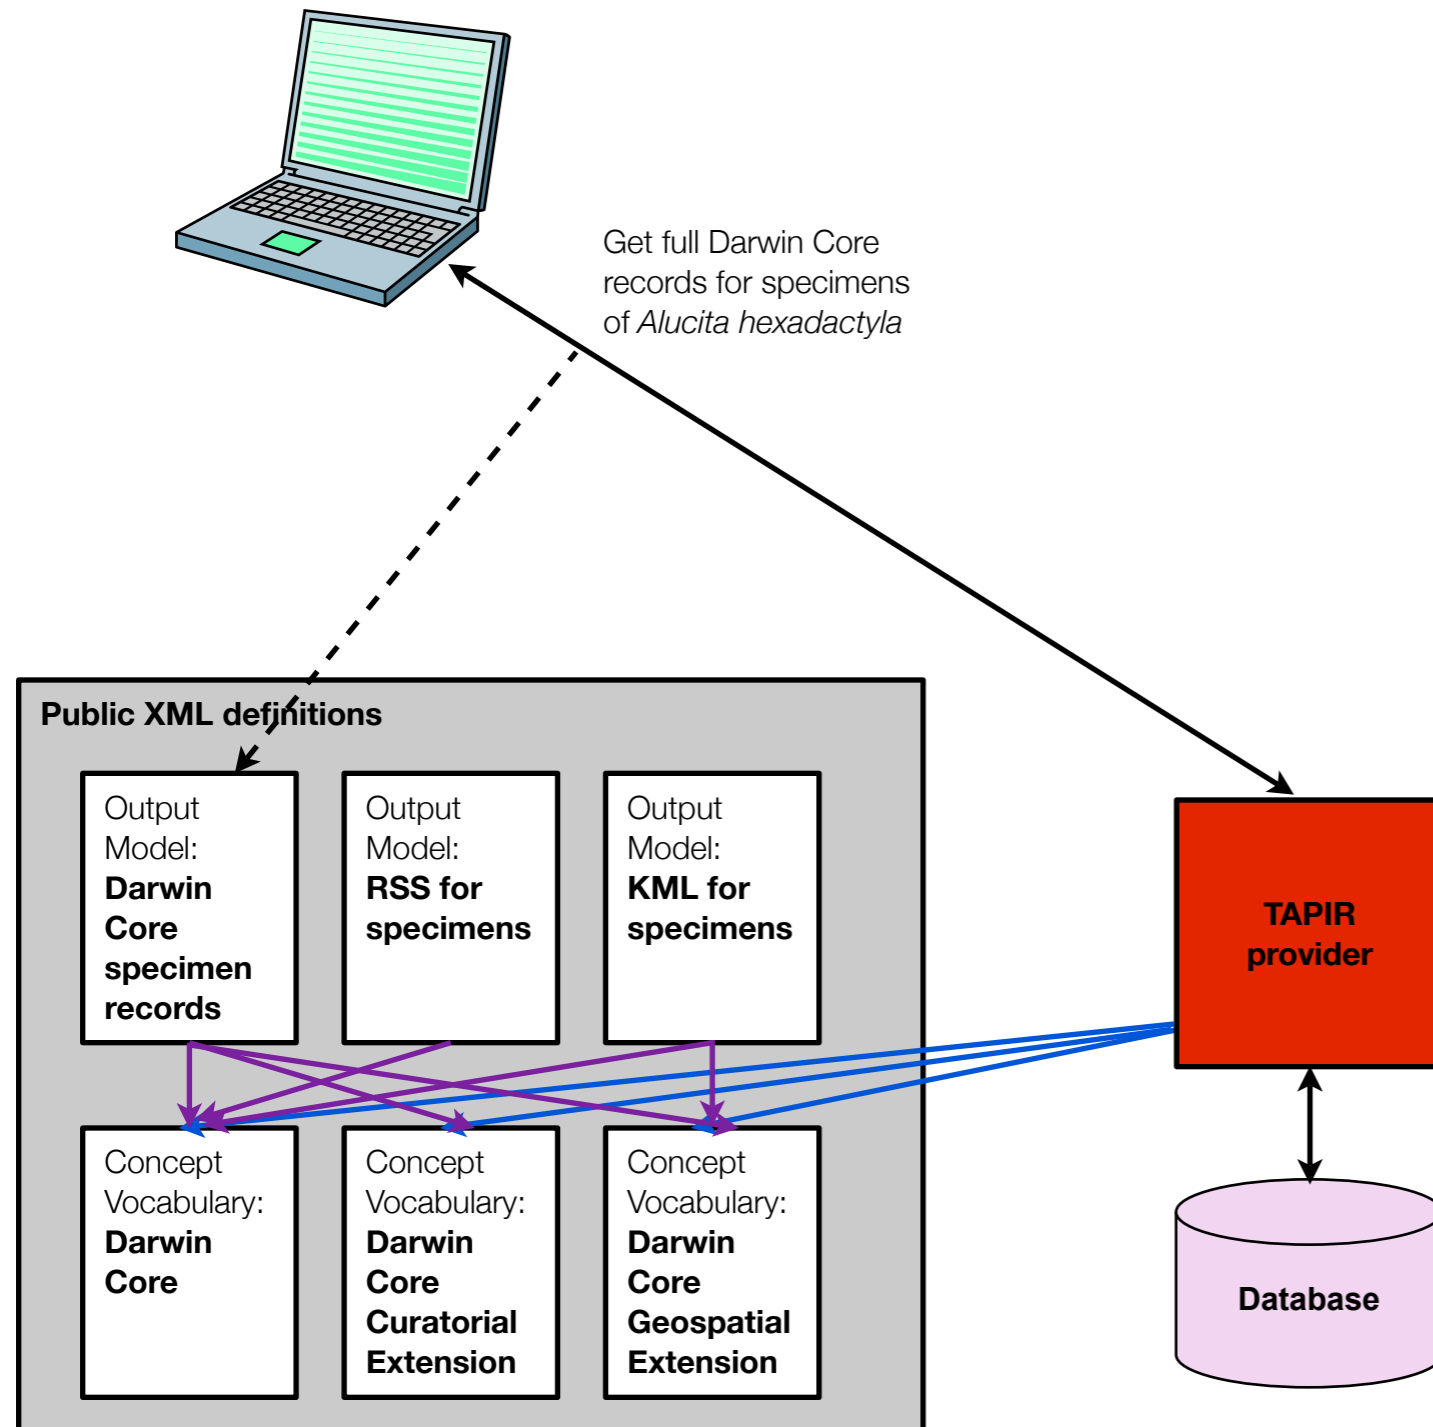 Get full Darwin Core
records for specimens
of Alucita hexadactyla
Public XML definitions
Output
Model:
Darwin
Core
specimen
records
Output
Model:
RSS for
specimens
Output
Model:
KML for
specimens
TAPIR
provider
Concept
Vocabulary:
Darwin
Core
Concept
Vocabulary:
Darwin
Core
Curatorial
Extension
Concept
Vocabulary:
Darwin
Core
Geospatial
Extension
Database